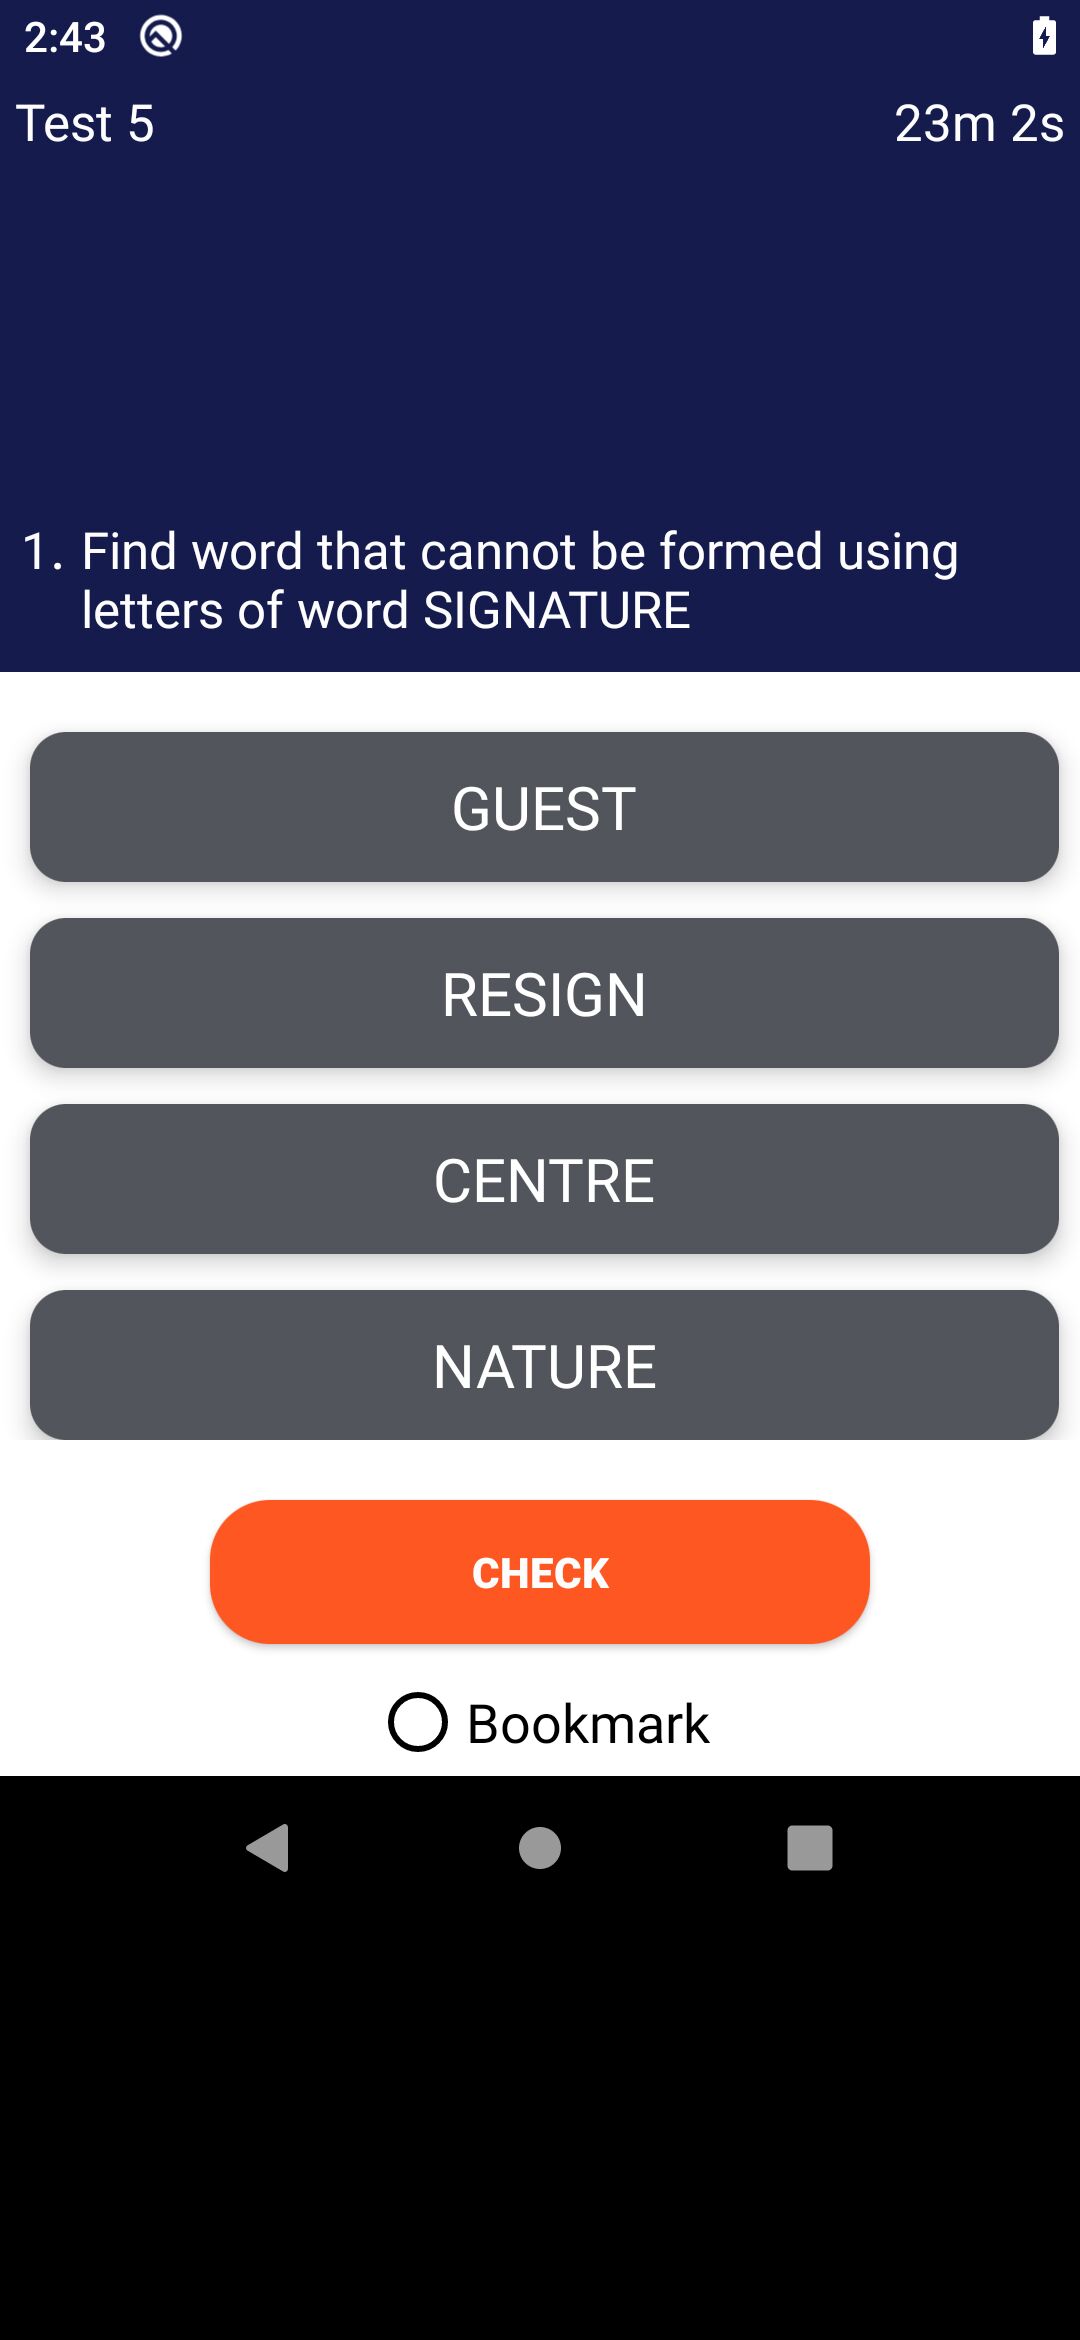 2:43
Test 5 23m 2s
1. Find word that cannot be formed using
letters of word SIGNATURE
GUEST
RESIGN
CENTRE
NATURE
CHECK
Bookmark